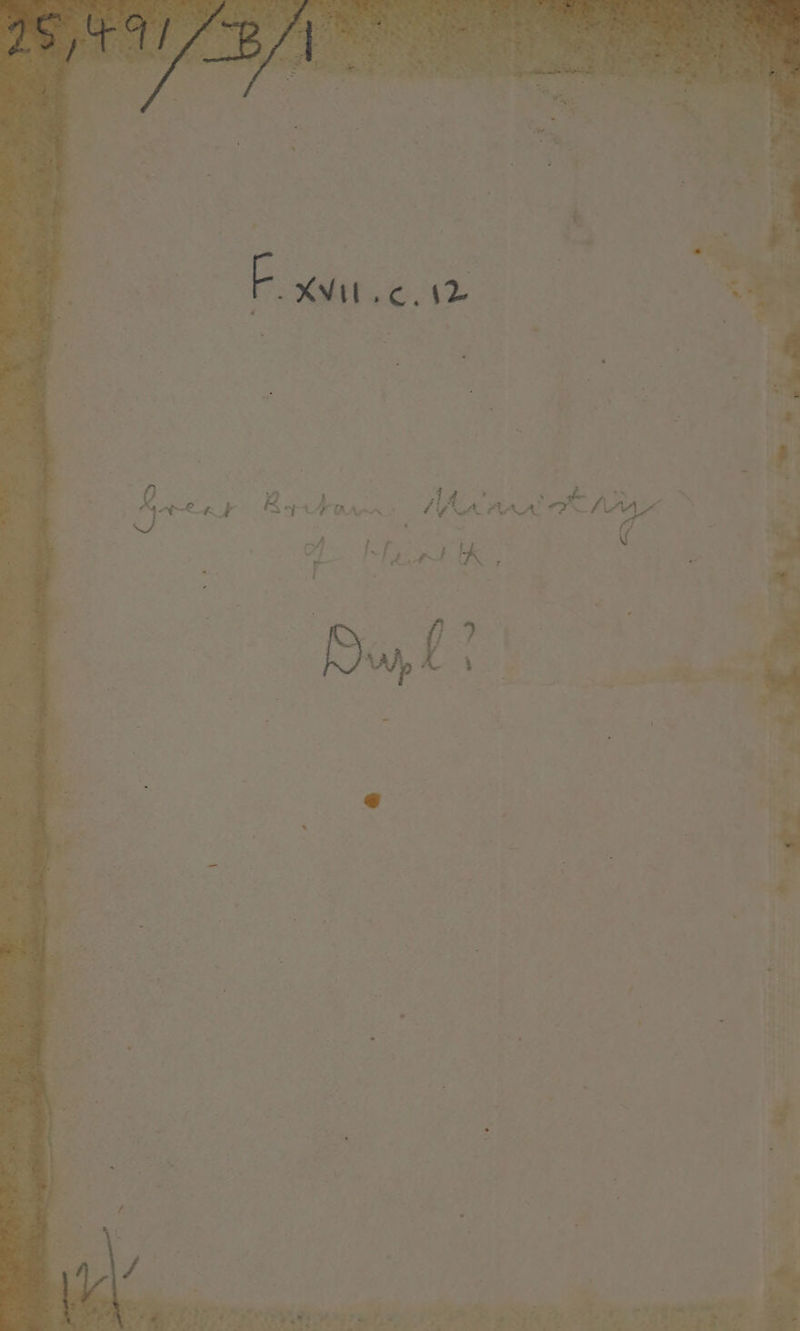 25,491/B/1
F. XVII. c. 12
Great Britain. Ministry
of Health.
Dupl?
12/